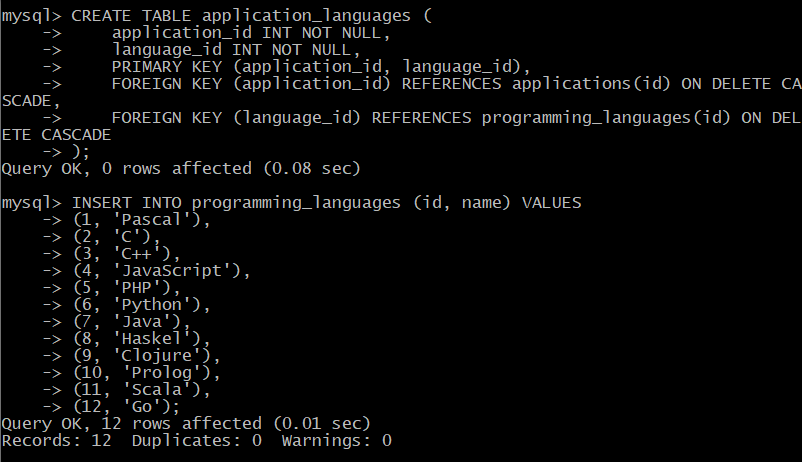 mysql> CREATE TABLE application_languages (
    ->     application_id INT NOT NULL,
    ->     language_id INT NOT NULL,
    ->     PRIMARY KEY (application_id, language_id),
    ->     FOREIGN KEY (application_id) REFERENCES applications(id) ON DELETE CA
SCADE,
    ->     FOREIGN KEY (language_id) REFERENCES programming_languages(id) ON DEL
ETE CASCADE
    -> );
Query OK, 0 rows affected (0.08 sec)

mysql> INSERT INTO programming_languages (id, name) VALUES
    -> (1, 'Pascal'),
    -> (2, 'C'),
    -> (3, 'C++'),
    -> (4, 'JavaScript'),
    -> (5, 'PHP'),
    -> (6, 'Python'),
    -> (7, 'Java'),
    -> (8, 'Haskel'),
    -> (9, 'Clojure'),
    -> (10, 'Prolog'),
    -> (11, 'Scala'),
    -> (12, 'Go');
Query OK, 12 rows affected (0.01 sec)
Records: 12  Duplicates: 0  Warnings: 0